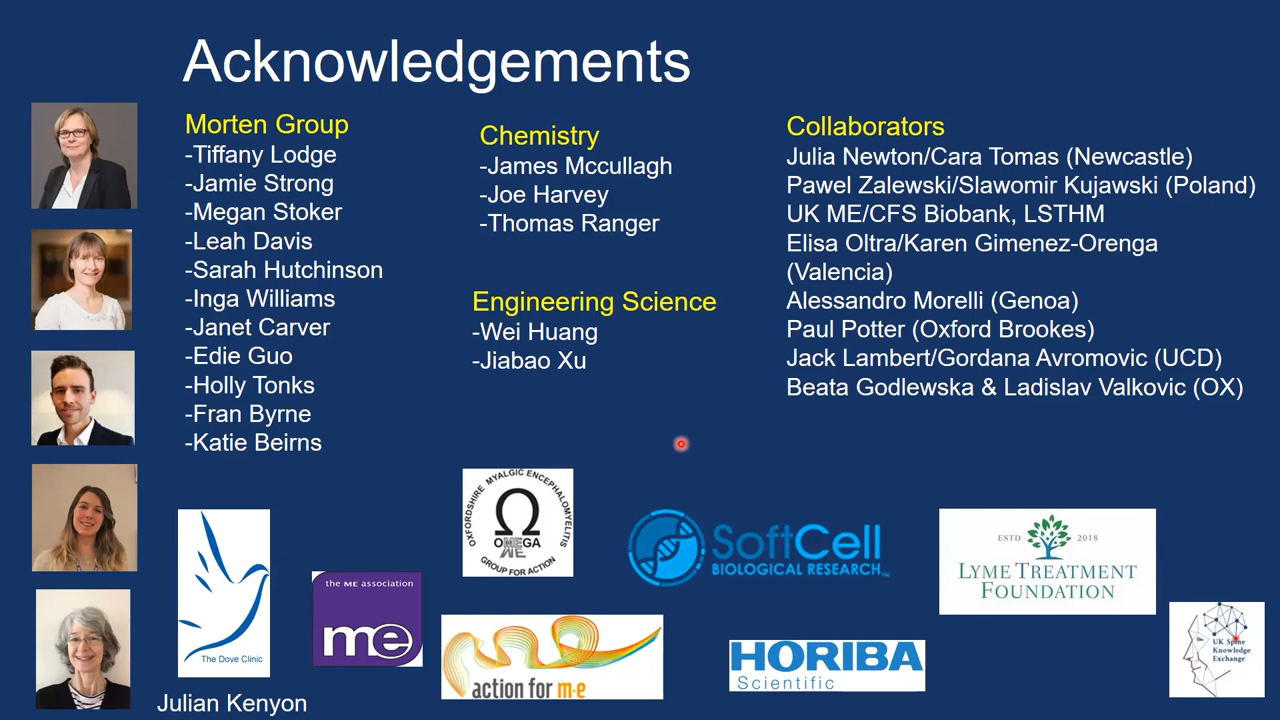 Acknowledgements
Morten Group
-Tiffany Lodge
-Jamie Strong
-Megan Stoker
-Leah Davis
-Sarah Hutchinson
-Inga Williams
-Janet Carver
-Edie Guo
-Holly Tonks
-Fran Byrne
-Katie Beirns
Chemistry
-James Mccullagh
-Joe Harvey
-Thomas Ranger
Engineering Science
-Wei Huang
-Jiabao Xu
Collaborators
Julia Newton/Cara Tomas (Newcastle)
Pawel Zalewski/Slawomir Kujawski (Poland)
UK ME/CFS Biobank, LSTHM
Elisa Oltra/Karen Gimenez-Orenga
(Valencia)
Alessandro Morelli (Genoa)
Paul Potter (Oxford Brookes)
Jack Lambert/Gordana Avromovic (UCD)
Beata Godlewska & Ladislav Valkovic (OX)
The Dove Clinic
Julian Kenyon
the ME association
me
OXFORDSHIRE MYALGIC ENCEPHALOMYELITIS
Ω
OMEGA
ME
GROUP FOR ACTION
action for m·e
SoftCell
BIOLOGICAL RESEARCH™
HORIBA
Scientific
ESTD 2018
LYME TREATMENT
FOUNDATION
UK Spine
Knowledge
Exchange